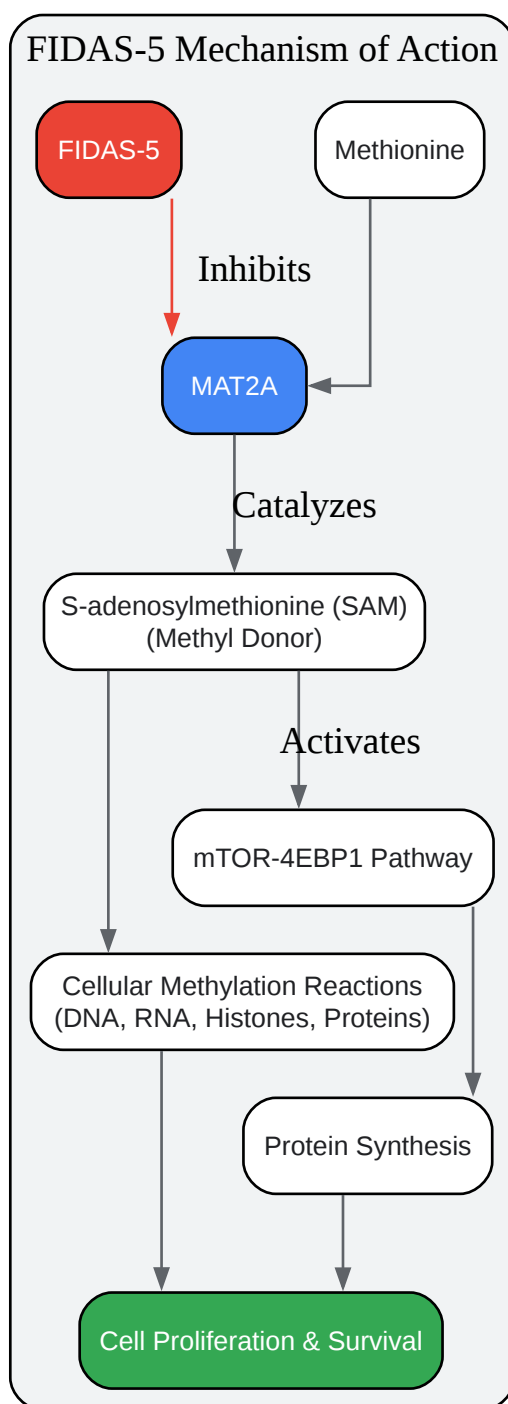 FIDAS-5 Mechanism of Action
FIDAS-5
Methionine
Inhibits
MAT2A
Catalyzes
S-adenosylmethionine (SAM)
(Methyl Donor)
Activates
mTOR-4EBP1 Pathway
Cellular Methylation Reactions
(DNA, RNA, Histones, Proteins)
Protein Synthesis
Cell Proliferation & Survival